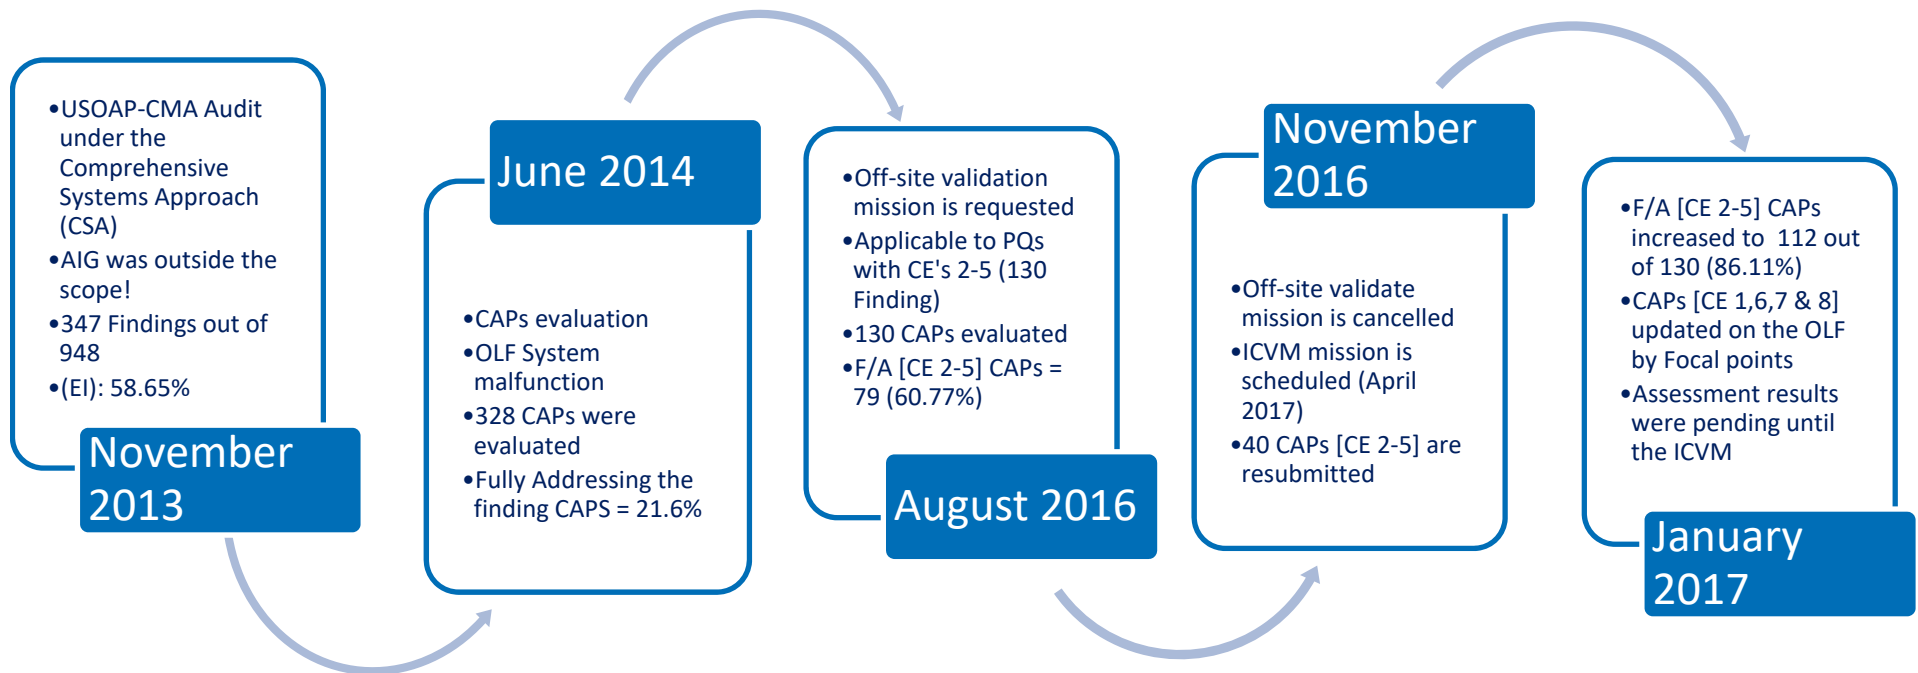 •USOAP-CMA Audit
under the
Comprehensive
Systems Approach
(CSA)
•AIG was outside the
scope!
•347 Findings out of
948
•(EI): 58.65%
November
2013
June 2014
•CAPs evaluation
•OLF System
malfunction
•328 CAPs were
evaluated
•Fully Addressing the
finding CAPS = 21.6%
•Off-site validation
mission is requested
•Applicable to PQs
with CE's 2-5 (130
Finding)
•130 CAPs evaluated
•F/A [CE 2-5] CAPs =
79 (60.77%)
August 2016
November
2016
•Off-site validate
mission is cancelled
•ICVM mission is
scheduled (April
2017)
•40 CAPs [CE 2-5] are
resubmitted
•F/A [CE 2-5] CAPs
increased to  112 out
of 130 (86.11%)
•CAPs [CE 1,6,7 & 8]
updated on the OLF
by Focal points
•Assessment results
were pending until
the ICVM
January
2017